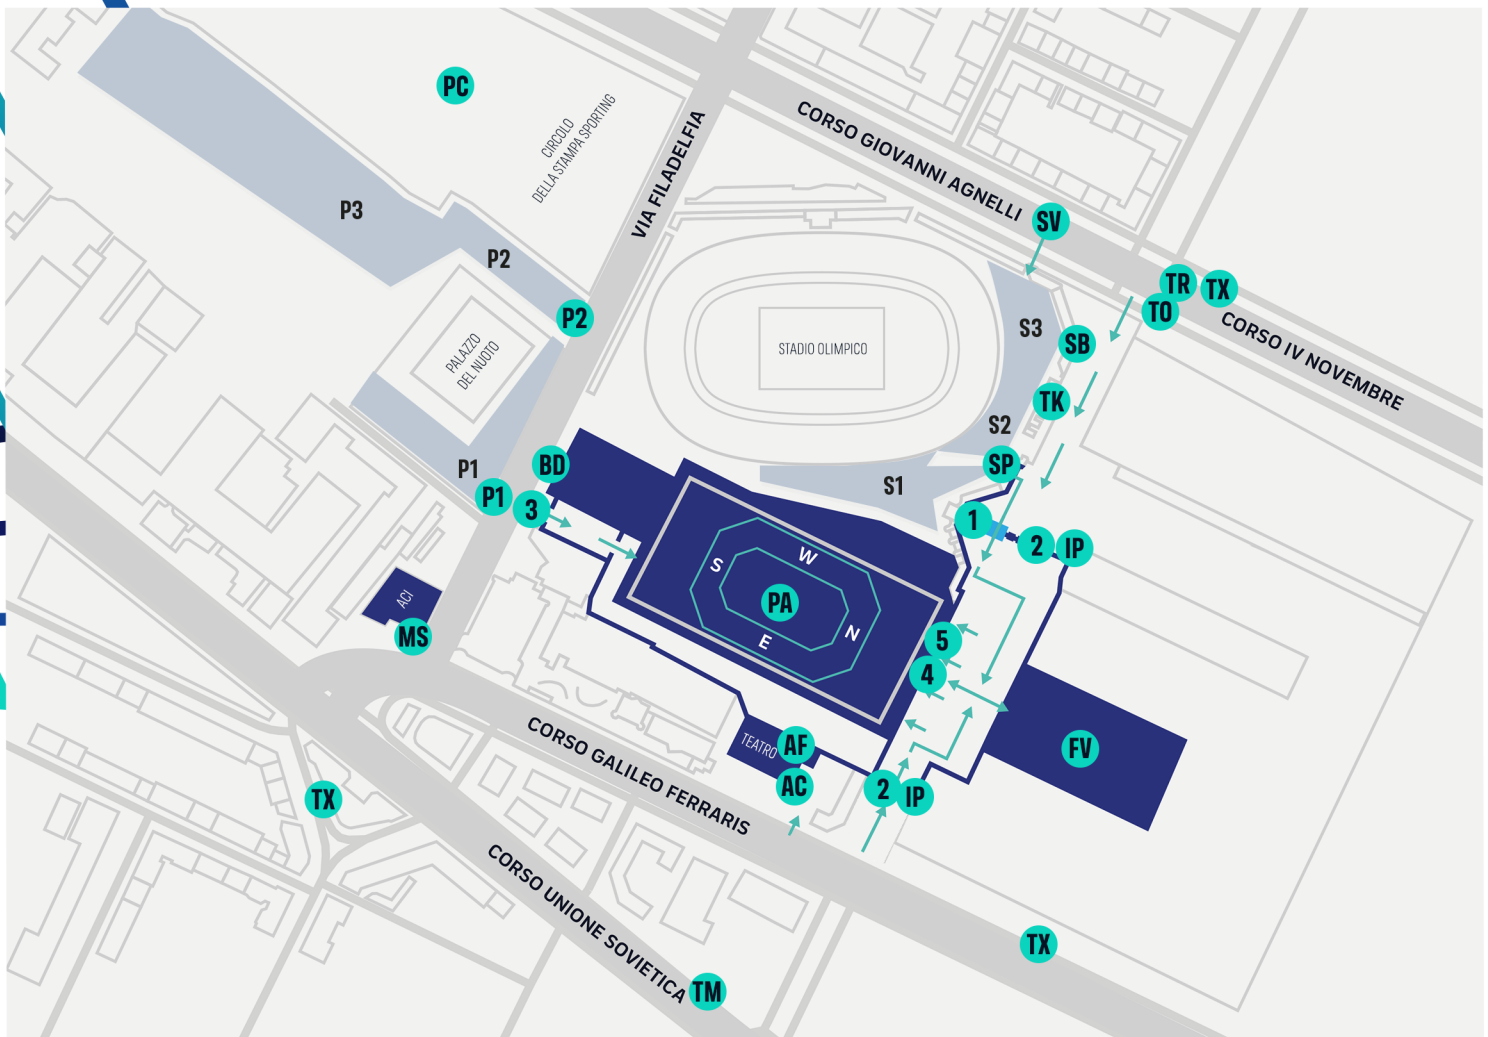 PC
CIRCOLO
DELLA STAMPA SPORTING
VIA FILADELFIA
CORSO GIOVANNI AGNELLI
SV
TR
TX
TO
CORSO IV NOVEMBRE
P3
P2
P2
PALAZZO
DEL NUOTO
STADIO OLIMPICO
S3
SB
TK
S2
SP
S1
P1
P1
BD
3
1
2
IP
W
S
PA
N
E
5
4
ACI
MS
FV
TEATRO
AF
AC
2
IP
CORSO GALILEO FERRARIS
TX
CORSO UNIONE SOVIETICA
TM
TX